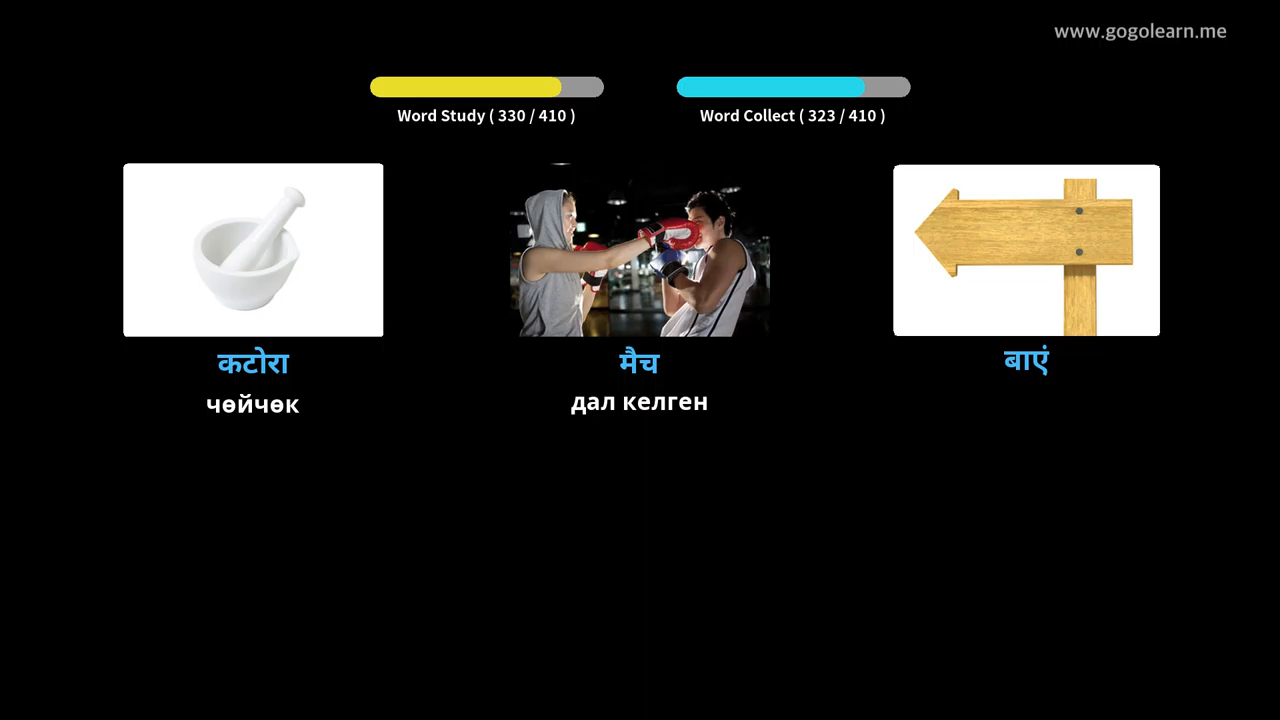 www.gogolearn.me
Word Study ( 330 / 410 )
Word Collect ( 323 / 410 )
कटोरा
मैच
बाएं
чөйчөк
дал келген